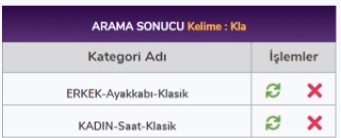 ARAMA SONUCU Kelime : Kla
Kategori Adı İşlemler
ERKEK-Ayakkabı-Klasik
KADIN-Saat-Klasik